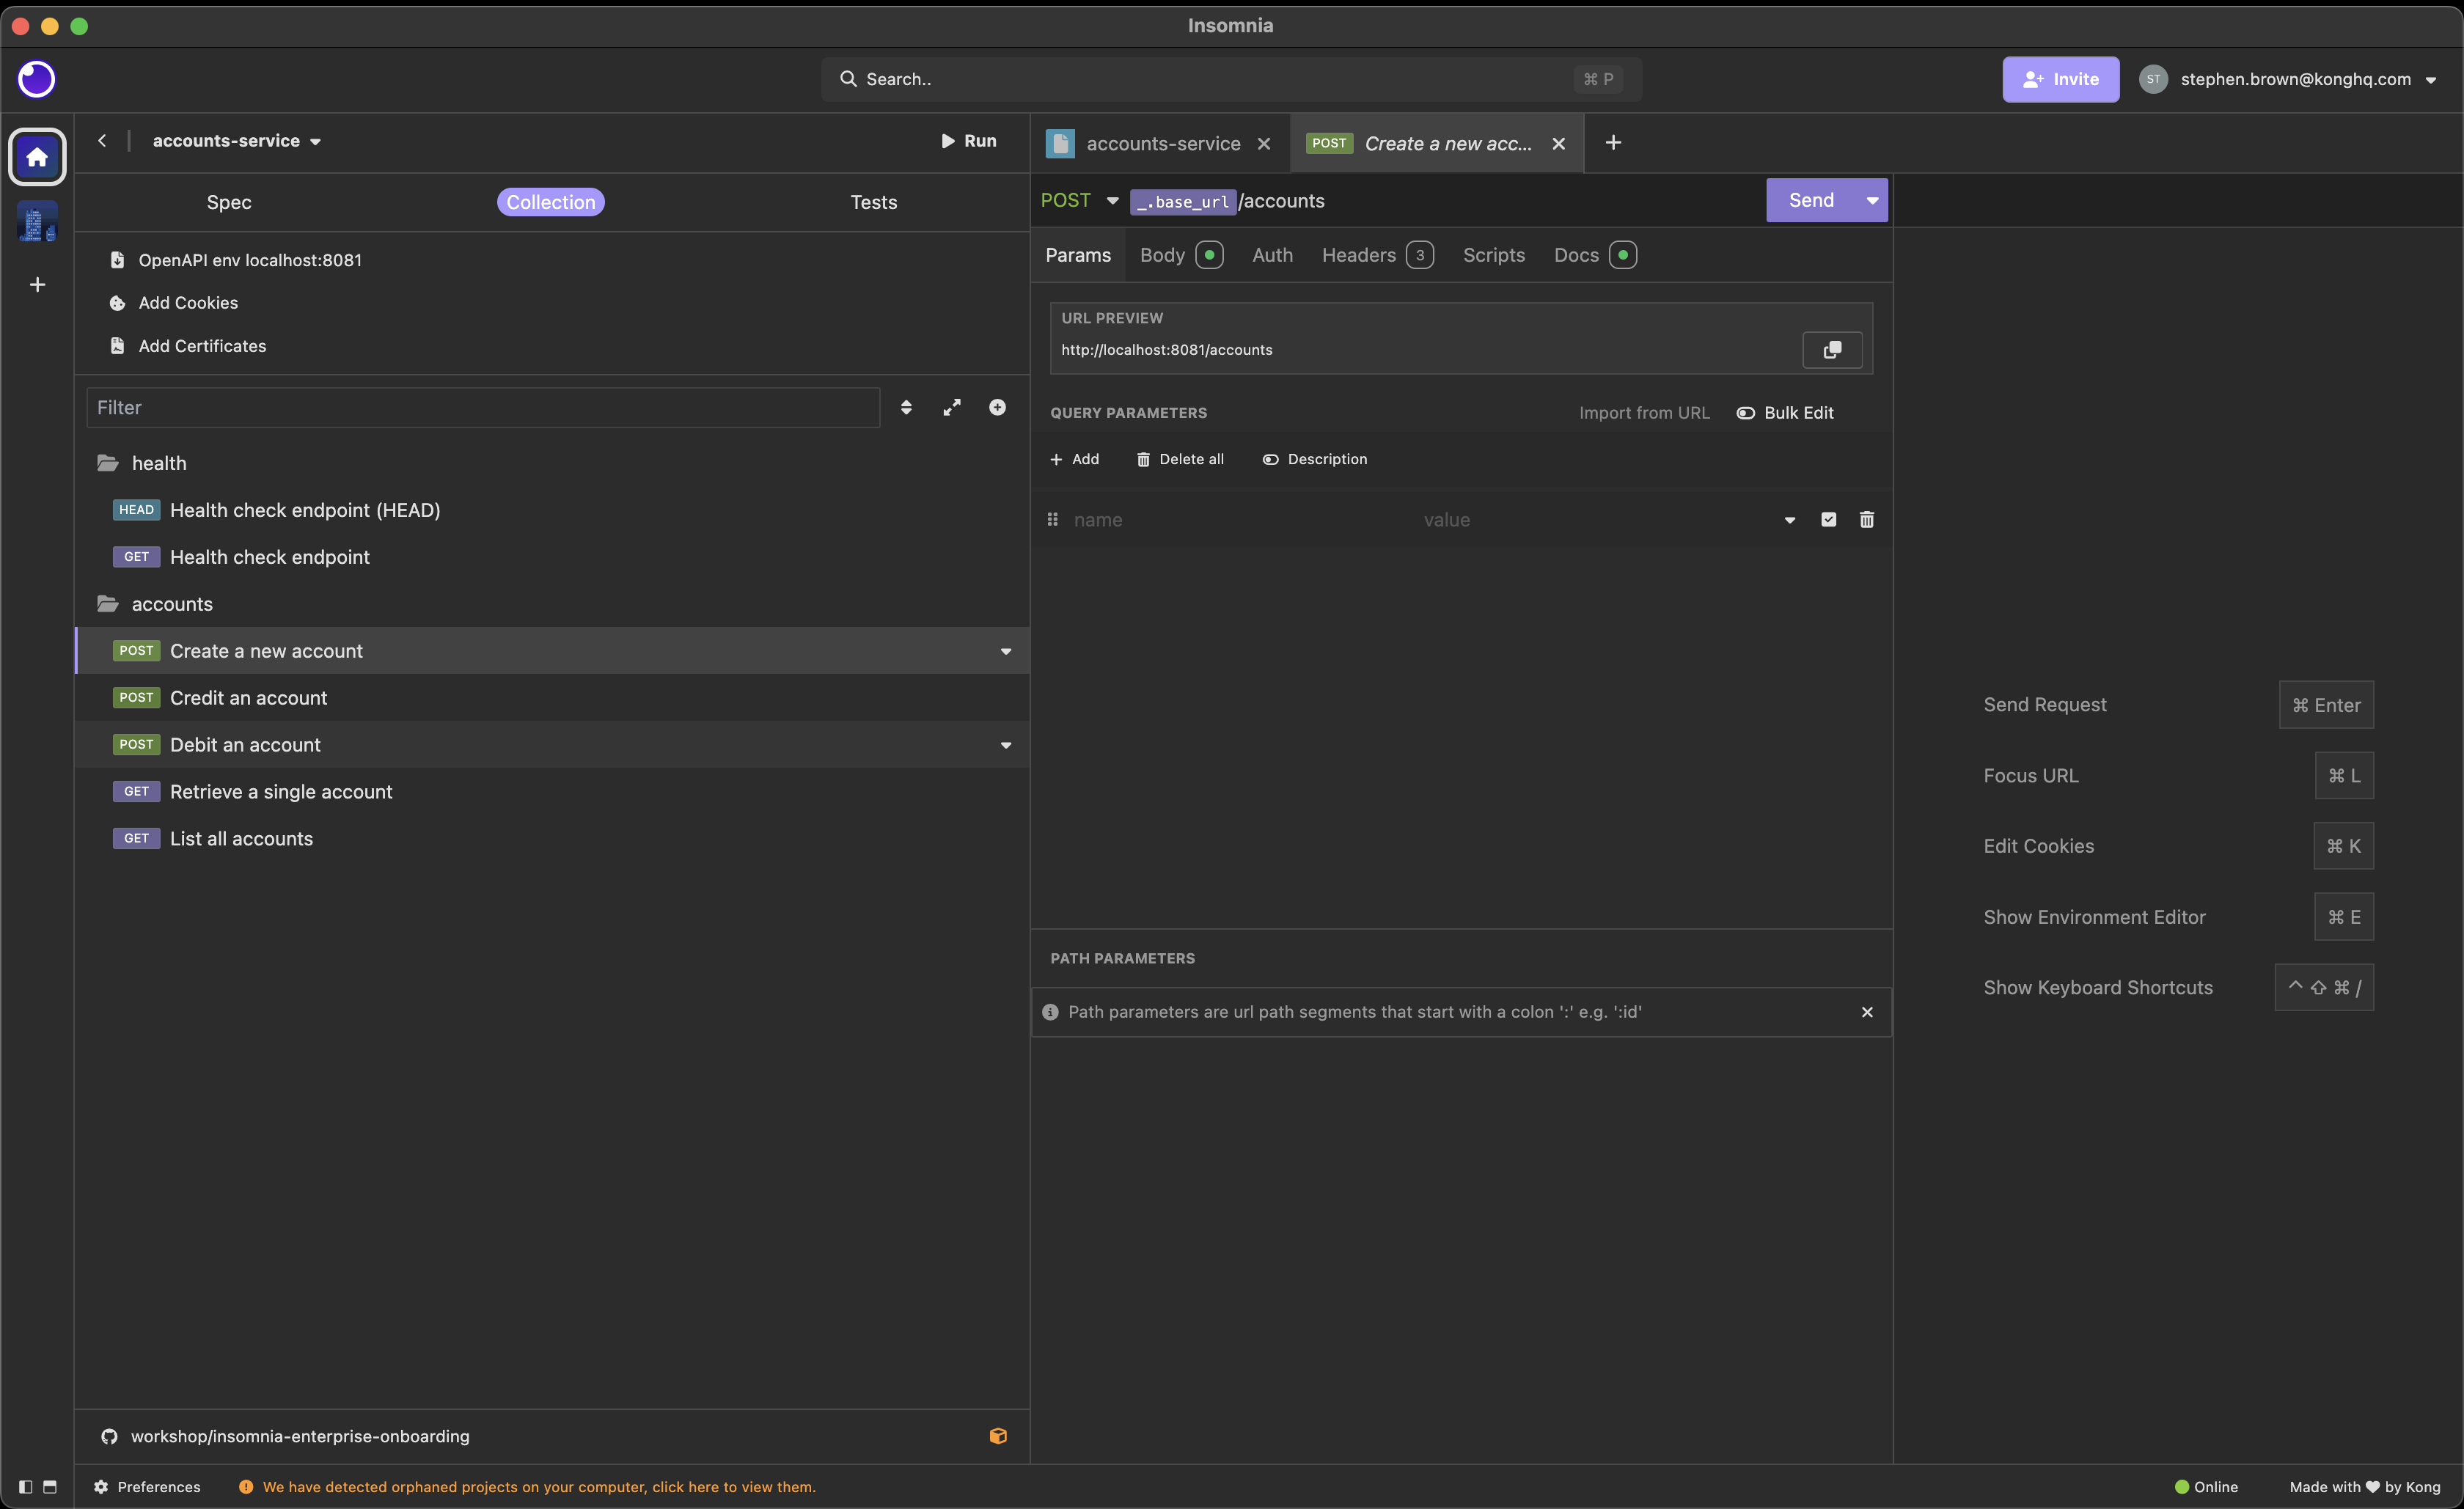 Insomnia
Search..
⌘ P
Invite
ST
stephen.brown@konghq.com
accounts-service
Run
Spec
Collection
Tests
OpenAPI env localhost:8081
Add Cookies
Add Certificates
Filter
health
HEAD Health check endpoint (HEAD)
GET Health check endpoint
accounts
POST Create a new account
POST Credit an account
POST Debit an account
GET Retrieve a single account
GET List all accounts
workshop/insomnia-enterprise-onboarding
accounts-service
POST Create a new acc...
POST _.base_url/accounts
Send
Params
Body
Auth
Headers 3
Scripts
Docs
URL PREVIEW
http://localhost:8081/accounts
QUERY PARAMETERS
Import from URL
Bulk Edit
Add
Delete all
Description
name
value
PATH PARAMETERS
Path parameters are url path segments that start with a colon ':' e.g. ':id'
Send Request ⌘ Enter
Focus URL ⌘ L
Edit Cookies ⌘ K
Show Environment Editor ⌘ E
Show Keyboard Shortcuts ⌃ ⇧ ⌘ /
Preferences
We have detected orphaned projects on your computer, click here to view them.
Online
Made with ♥ by Kong